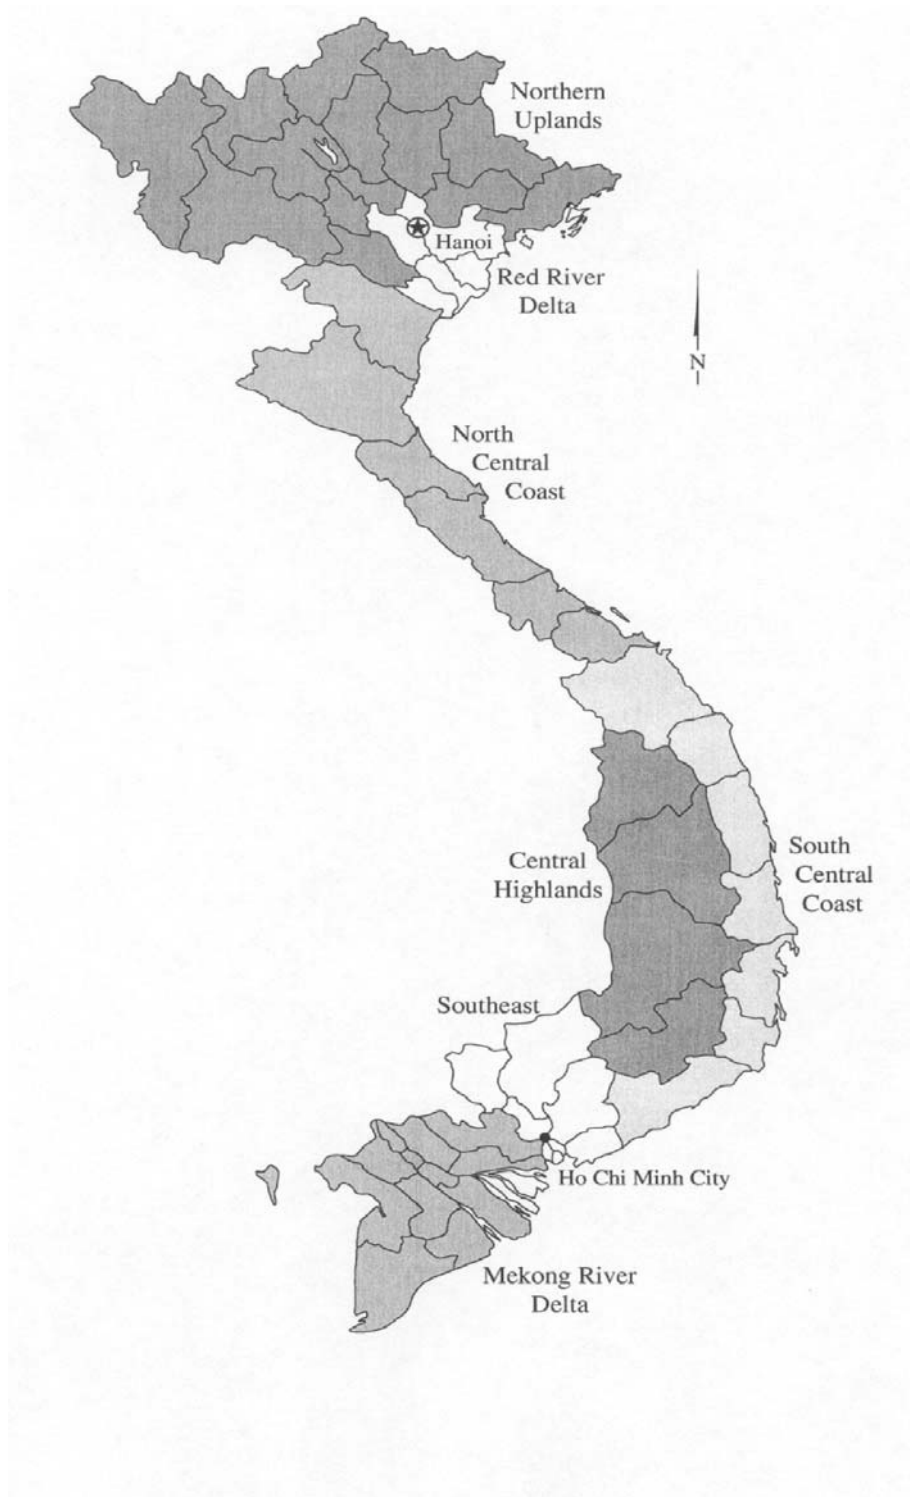 Northern
Uplands
Hanoi
Red River
Delta
N
North
Central
Coast
South
Central
Coast
Central
Highlands
Southeast
Ho Chi Minh City
Mekong River
Delta